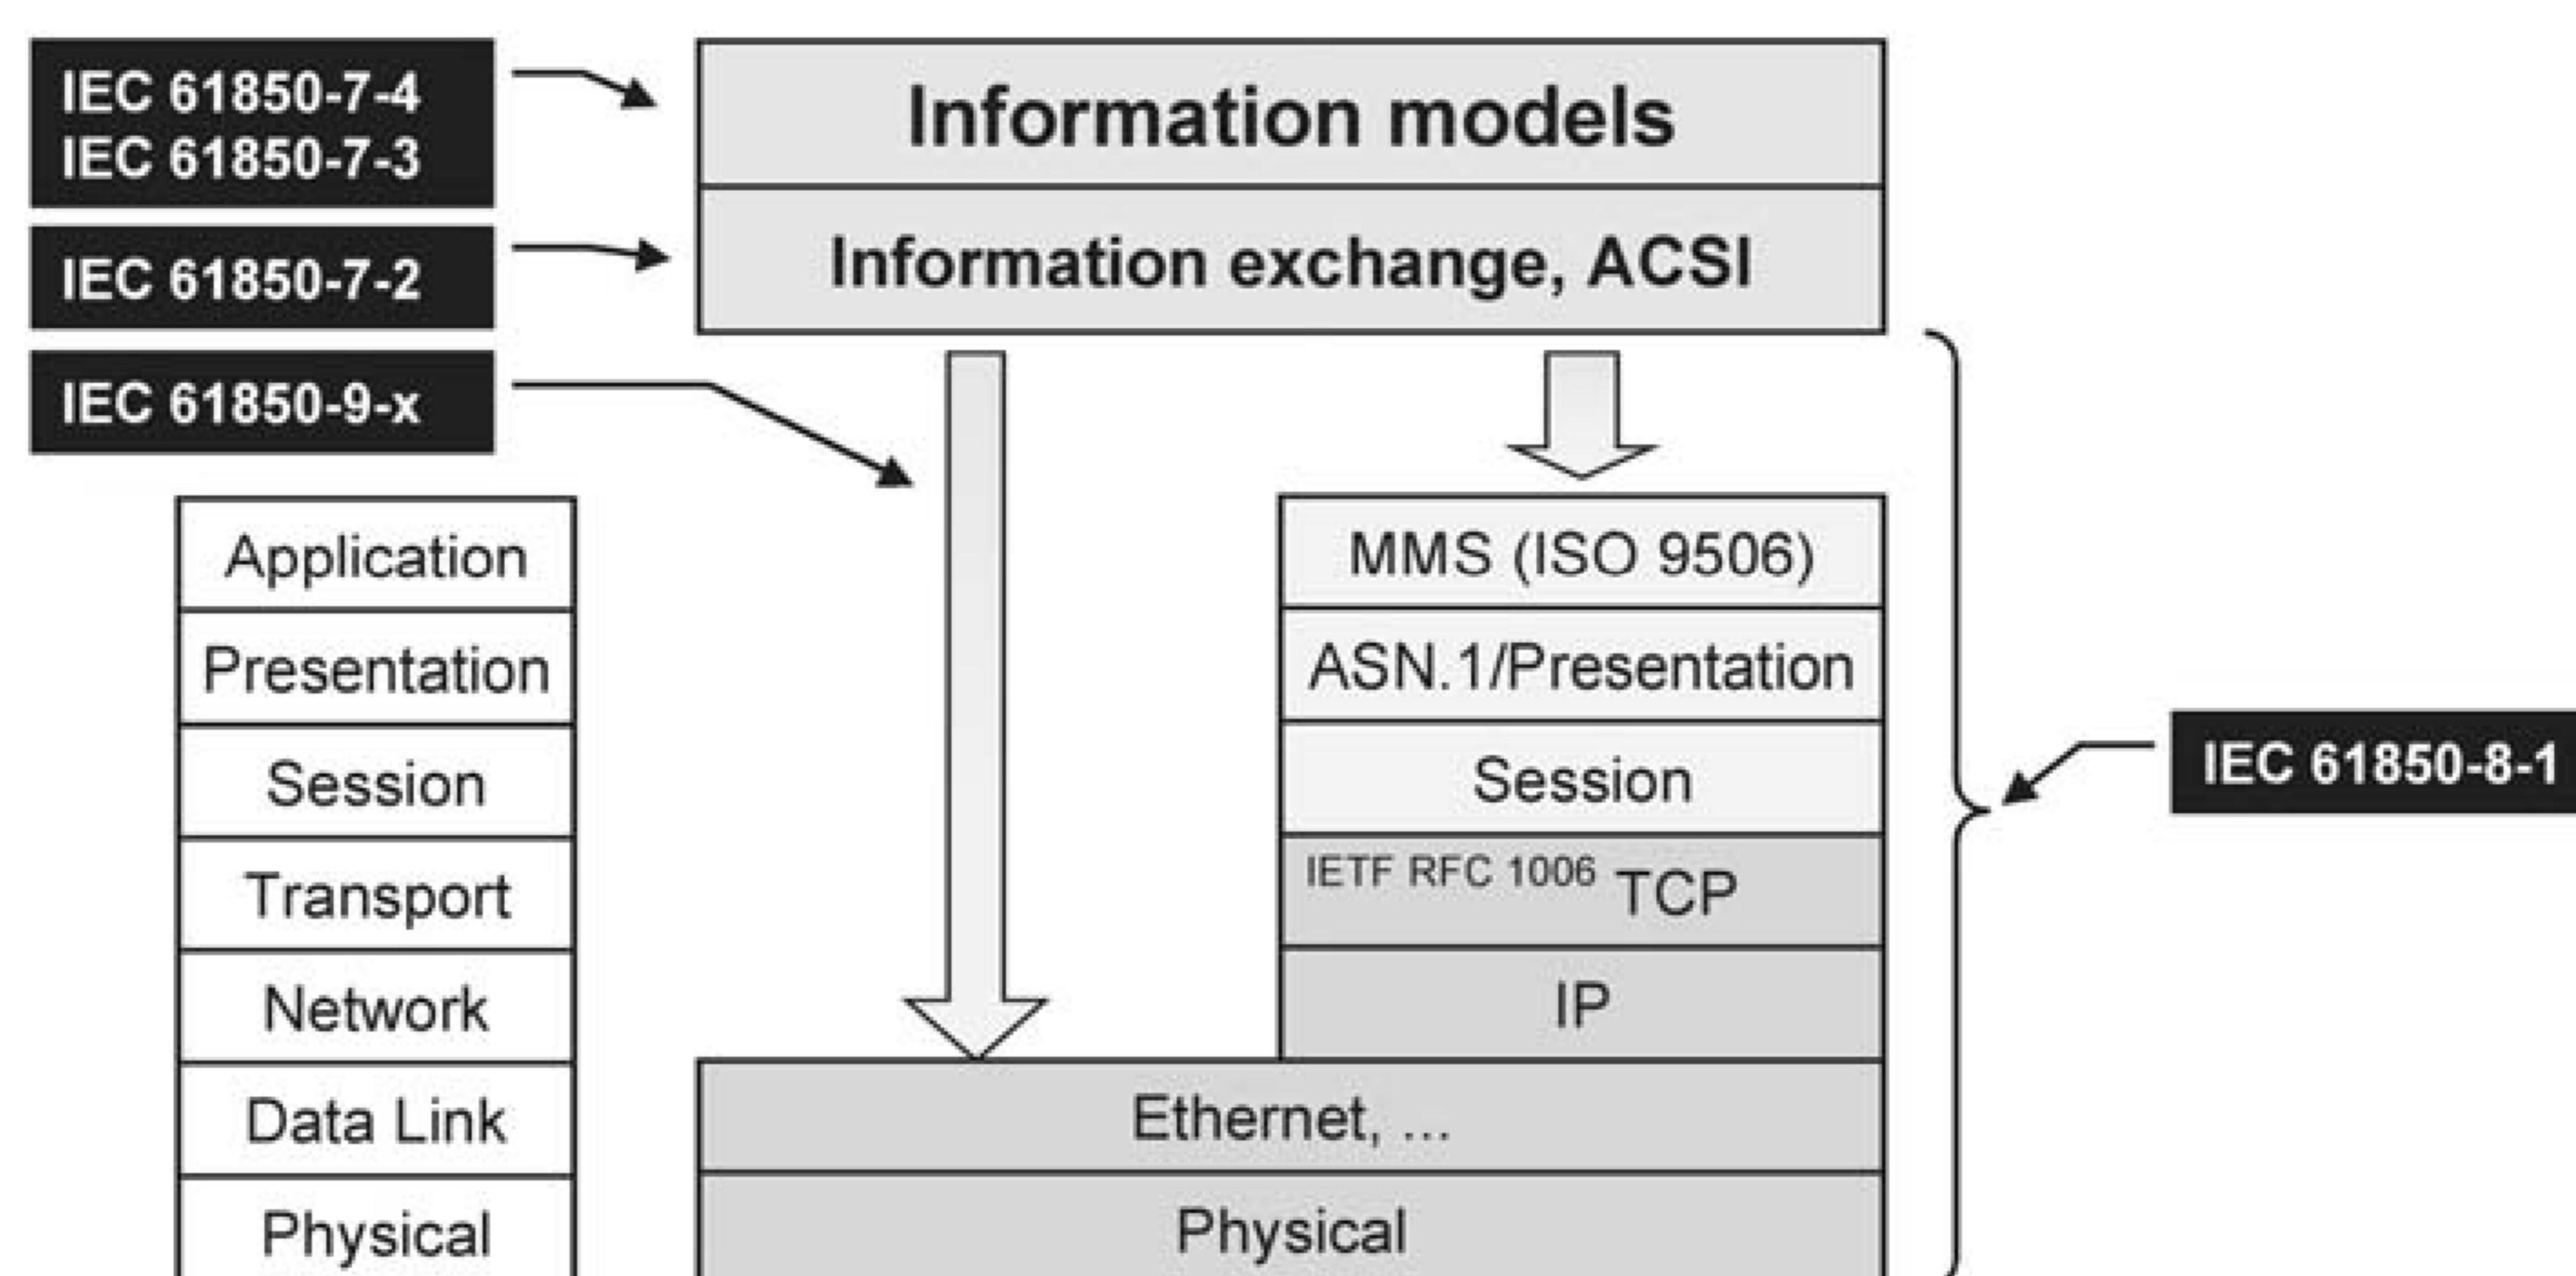 IEC 61850-7-4
IEC 61850-7-3
Information models
IEC 61850-7-2
Information exchange, ACSI
IEC 61850-9-x
Application
Presentation
Session
Transport
Network
Data Link
Physical
MMS (ISO 9506)
ASN.1/Presentation
Session
IETF RFC 1006 TCP
IP
Ethernet, ...
Physical
IEC 61850-8-1